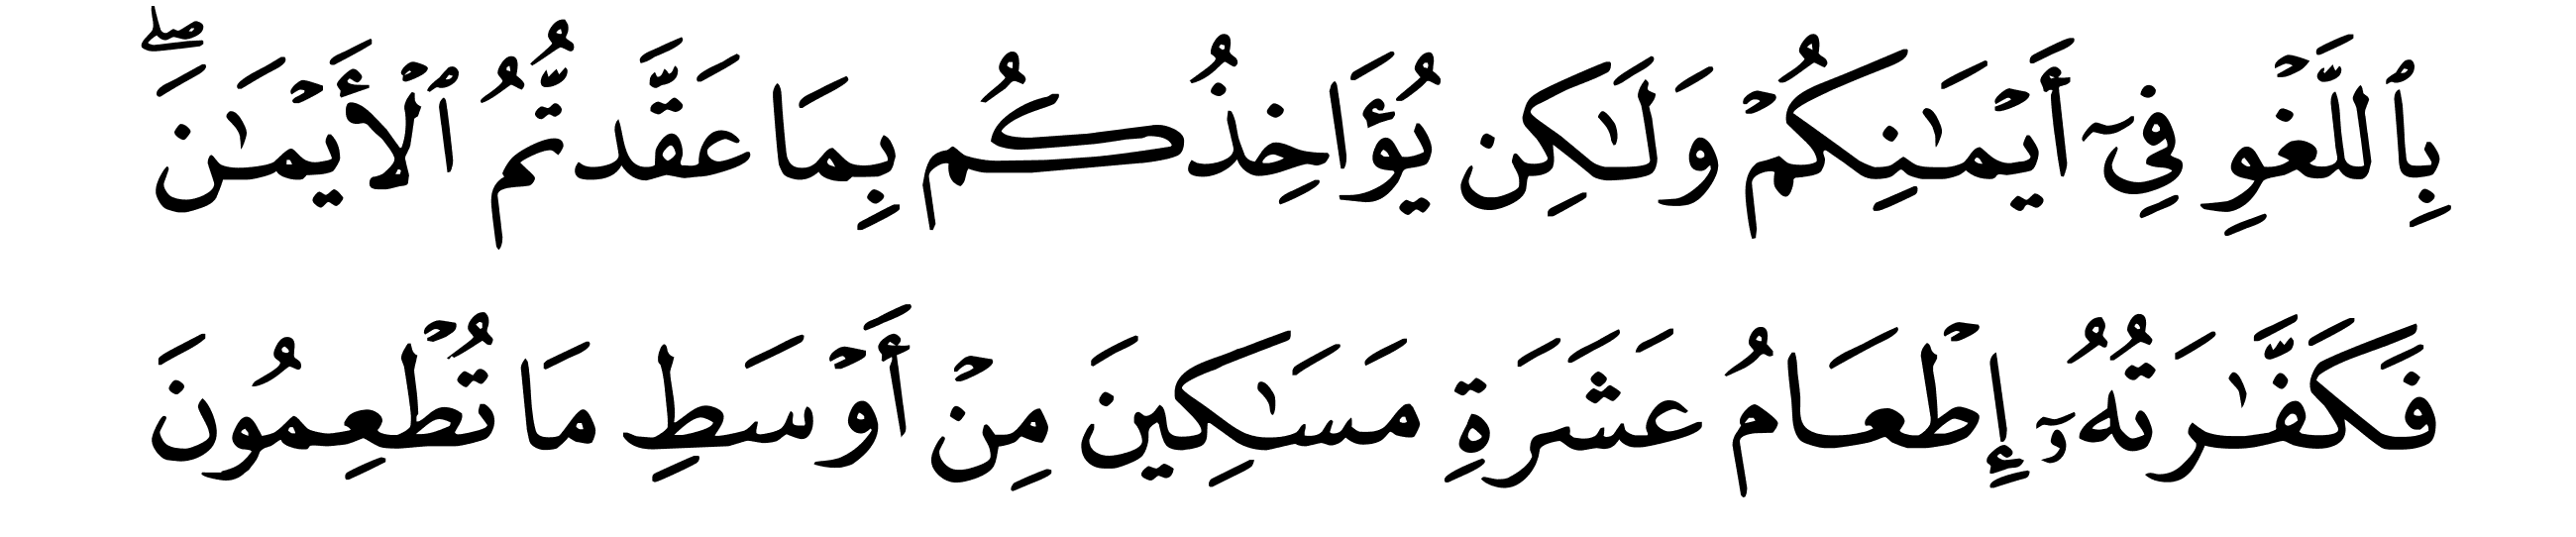 بِٱللَّغۡوِ فِيٓ أَيۡمَٰنِكُمۡ وَلَٰكِن يُؤَاخِذُكُم بِمَا عَقَّدتُّمُ ٱلۡأَيۡمَٰنَۖ
فَكَفَّٰرَتُهُۥٓ إِطۡعَامُ عَشَرَةِ مَسَٰكِينَ مِنۡ أَوۡسَطِ مَا تُطۡعِمُونَ